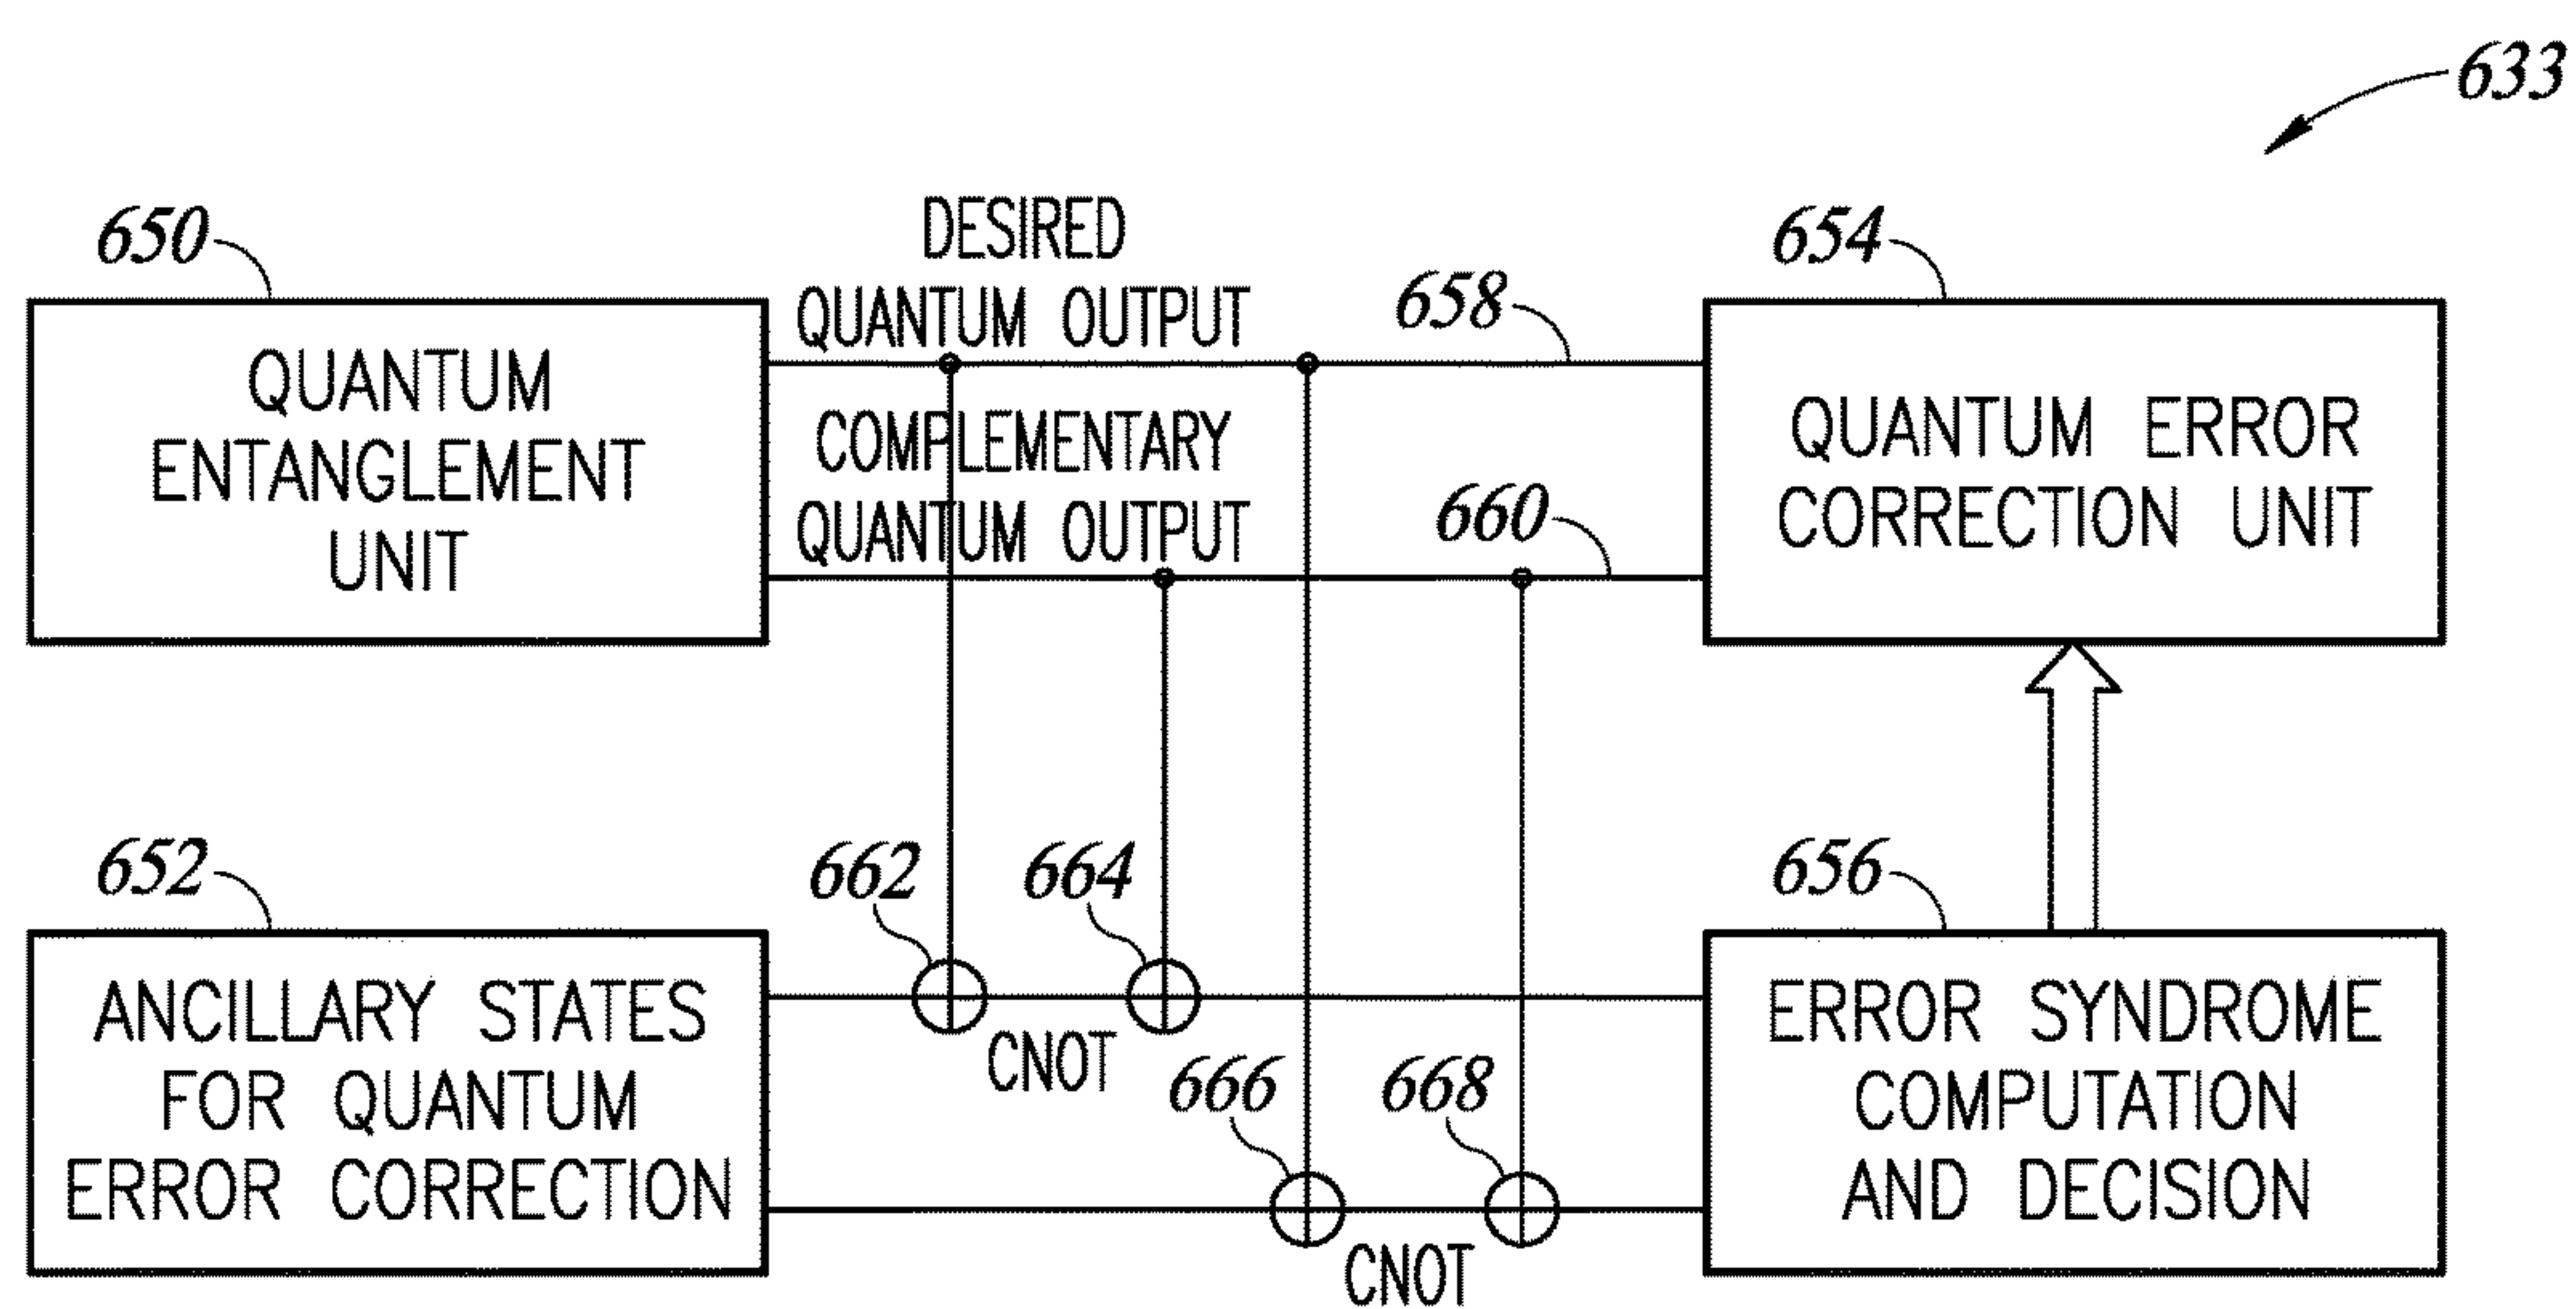 633
650
DESIRED
QUANTUM OUTPUT
658
654
QUANTUM
ENTANGLEMENT
UNIT
COMPLEMENTARY
QUANTUM OUTPUT
660
QUANTUM ERROR
CORRECTION UNIT
652
662
664
656
ANCILLARY STATES
FOR QUANTUM
ERROR CORRECTION
CNOT
666
668
CNOT
ERROR SYNDROME
COMPUTATION
AND DECISION